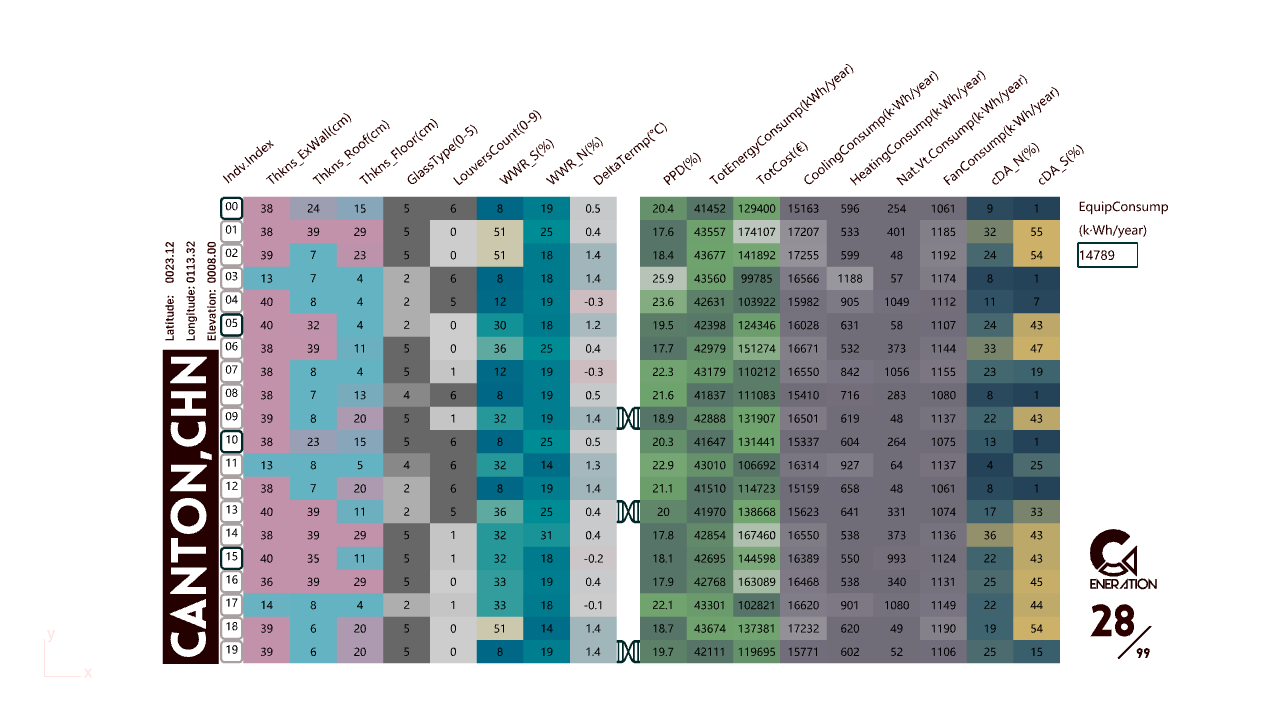 Indv.Index Thkns_ExWall(cm) Thkns_Roof(cm) Thkns_Floor(cm) GlassType(0-5) LouversCount(0-9) WWR_S(%) WWR_N(%) DeltaTermp(°C) PPD(%) TotEnergyConsump(kWh/year) TotCost(€) CoolingConsump(k·Wh/year) HeatingConsump(k·Wh/year) Nat.Vt.Consump(k·Wh/year) FanConsump(k·Wh/year) cDA_N(%) cDA_S(%)
00 38 24 15 5 6 8 19 0.5 20.4 41452 129400 15163 596 254 1061 9 1
01 38 39 29 5 0 51 25 0.4 17.6 43557 174107 17207 533 401 1185 32 55
02 39 7 23 5 0 51 18 1.4 18.4 43677 141892 17255 599 48 1192 24 54
03 13 7 4 2 6 8 18 1.4 25.9 43560 99785 16566 1188 57 1174 8 1
04 40 8 4 2 5 12 19 -0.3 23.6 42631 103922 15982 905 1049 1112 11 7
05 40 32 4 2 0 30 18 1.2 19.5 42398 124346 16028 631 58 1107 24 43
06 38 39 11 5 0 36 25 0.4 17.7 42979 151274 16671 532 373 1144 33 47
07 38 8 4 5 1 12 19 -0.3 22.3 43179 110212 16550 842 1056 1155 23 19
08 38 7 13 4 6 8 19 0.5 21.6 41837 111083 15410 716 283 1080 8 1
09 39 8 20 5 1 32 19 1.4 18.9 42888 131907 16501 619 48 1137 22 43
10 38 23 15 5 6 8 25 0.5 20.3 41647 131441 15337 604 264 1075 13 1
11 13 8 5 4 6 32 14 1.3 22.9 43010 106692 16314 927 64 1137 4 25
12 38 7 20 2 6 8 19 1.4 21.1 41510 114723 15159 658 48 1061 8 1
13 40 39 11 2 5 36 25 0.4 20 41970 138668 15623 641 331 1074 17 33
14 38 39 29 5 1 32 31 0.4 17.8 42854 167460 16550 538 373 1136 36 43
15 40 35 11 5 1 32 18 -0.2 18.1 42695 144598 16389 550 993 1124 22 43
16 36 39 29 5 0 33 19 0.4 17.9 42768 163089 16468 538 340 1131 25 45
17 14 8 4 2 1 33 18 -0.1 22.1 43301 102821 16620 901 1080 1149 22 44
18 39 6 20 5 0 51 14 1.4 18.7 43674 137381 17232 620 49 1190 19 54
19 39 6 20 5 0 8 19 1.4 19.7 42111 119695 15771 602 52 1106 25 15
Latitude: 0023.12
Longitude: 0113.32
Elevation: 0008.00
CANTON,CHN
EquipConsump
(k·Wh/year)
14789
ENERATION
28/99
y
x